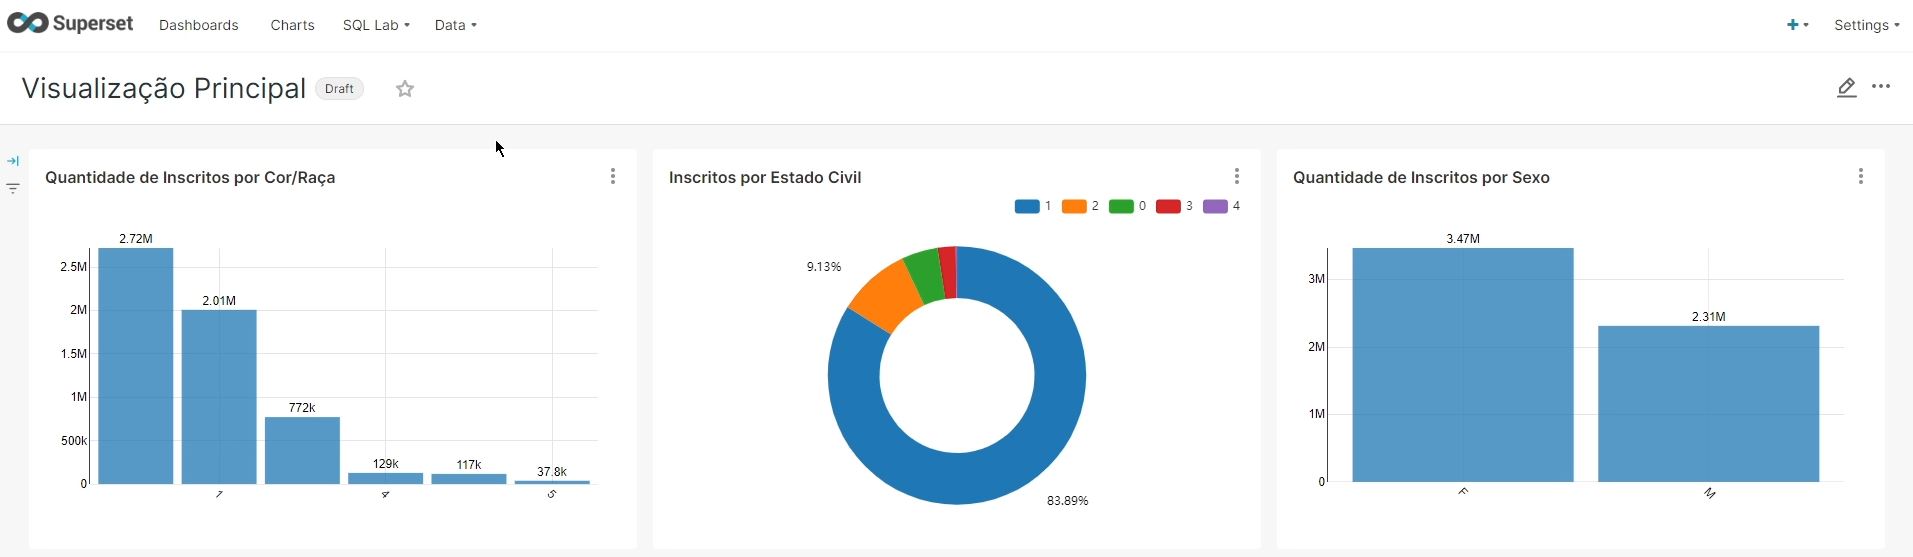 Superset Dashboards Charts SQL Lab Data + Settings
Visualização Principal Draft
Quantidade de Inscritos por Cor/Raça
2.72M
2.5M
2.01M
2M
1.5M
1M
772k
500k
129k
117k
37.8k
0
1 4 5
Inscritos por Estado Civil
1 2 0 3 4
9.13%
83.89%
Quantidade de Inscritos por Sexo
3.47M
3M
2.31M
2M
1M
0
F M